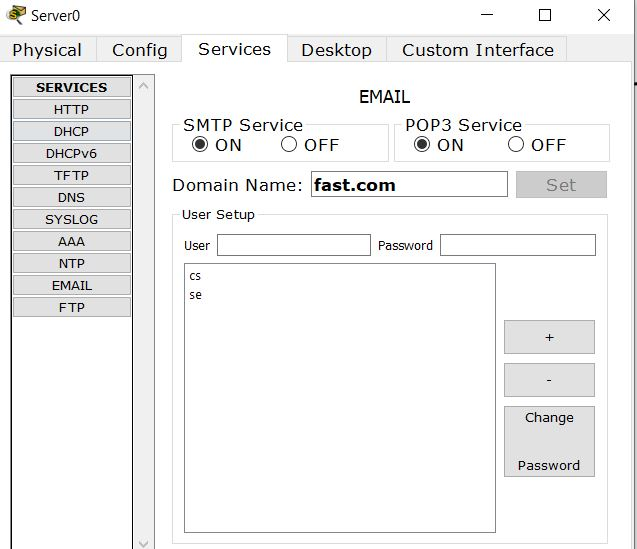 Server0
Physical Config Services Desktop Custom Interface
SERVICES
HTTP
DHCP
DHCPv6
TFTP
DNS
SYSLOG
AAA
NTP
EMAIL
FTP
EMAIL
SMTP Service
ON OFF
POP3 Service
ON OFF
Domain Name: fast.com Set
User Setup
User Password
cs
se
+
-
Change
Password